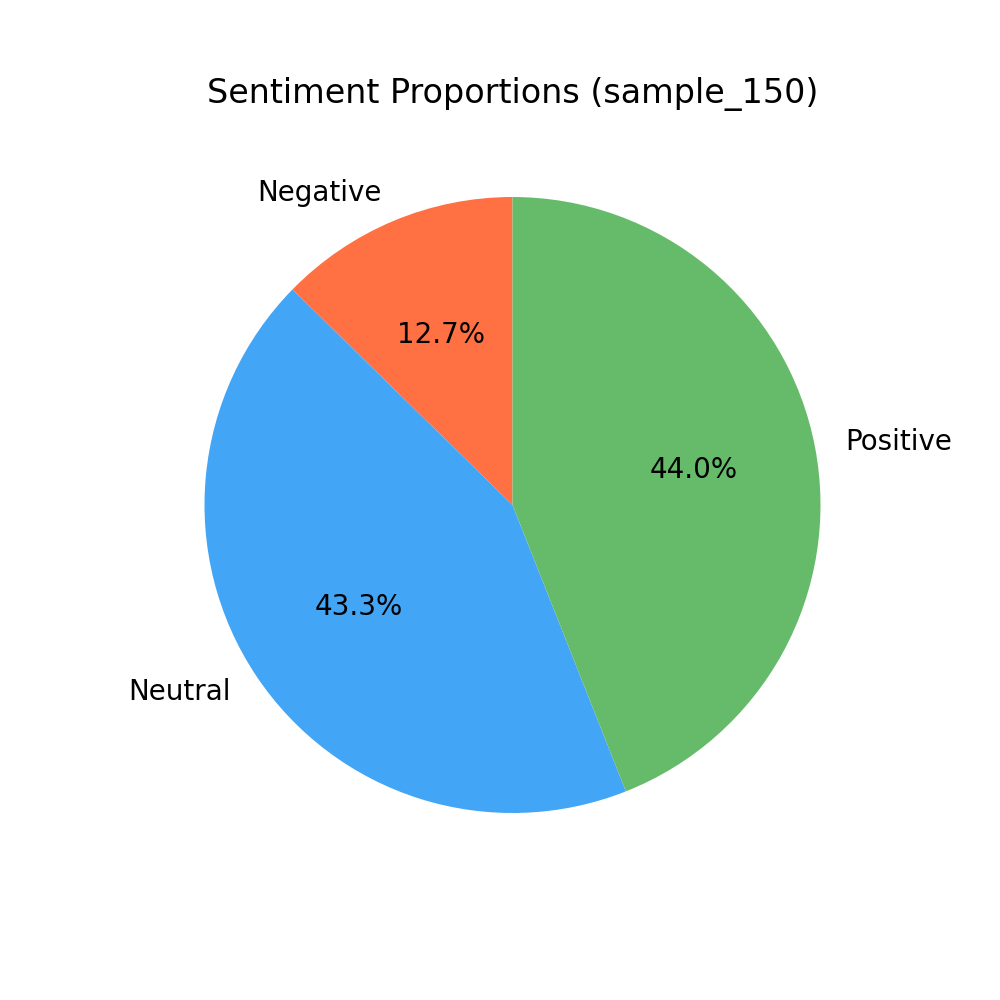 Sentiment Proportions (sample_150)
Negative
12.7%
Positive
44.0%
43.3%
Neutral